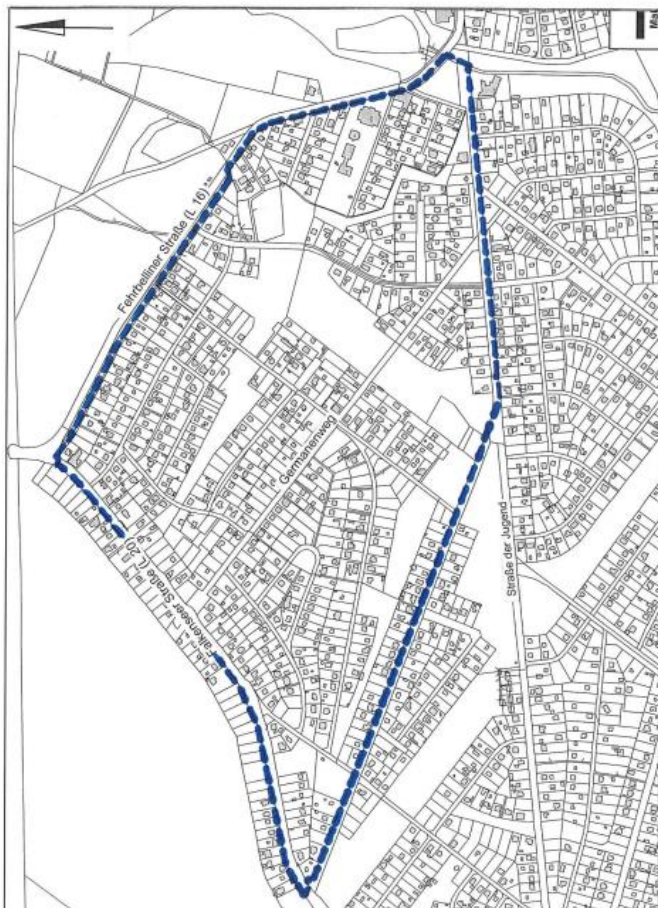 Fehrbelliner Straße (L 16)
Falkenseer Straße (L 20)
Germanenweg
Straße der Jugend